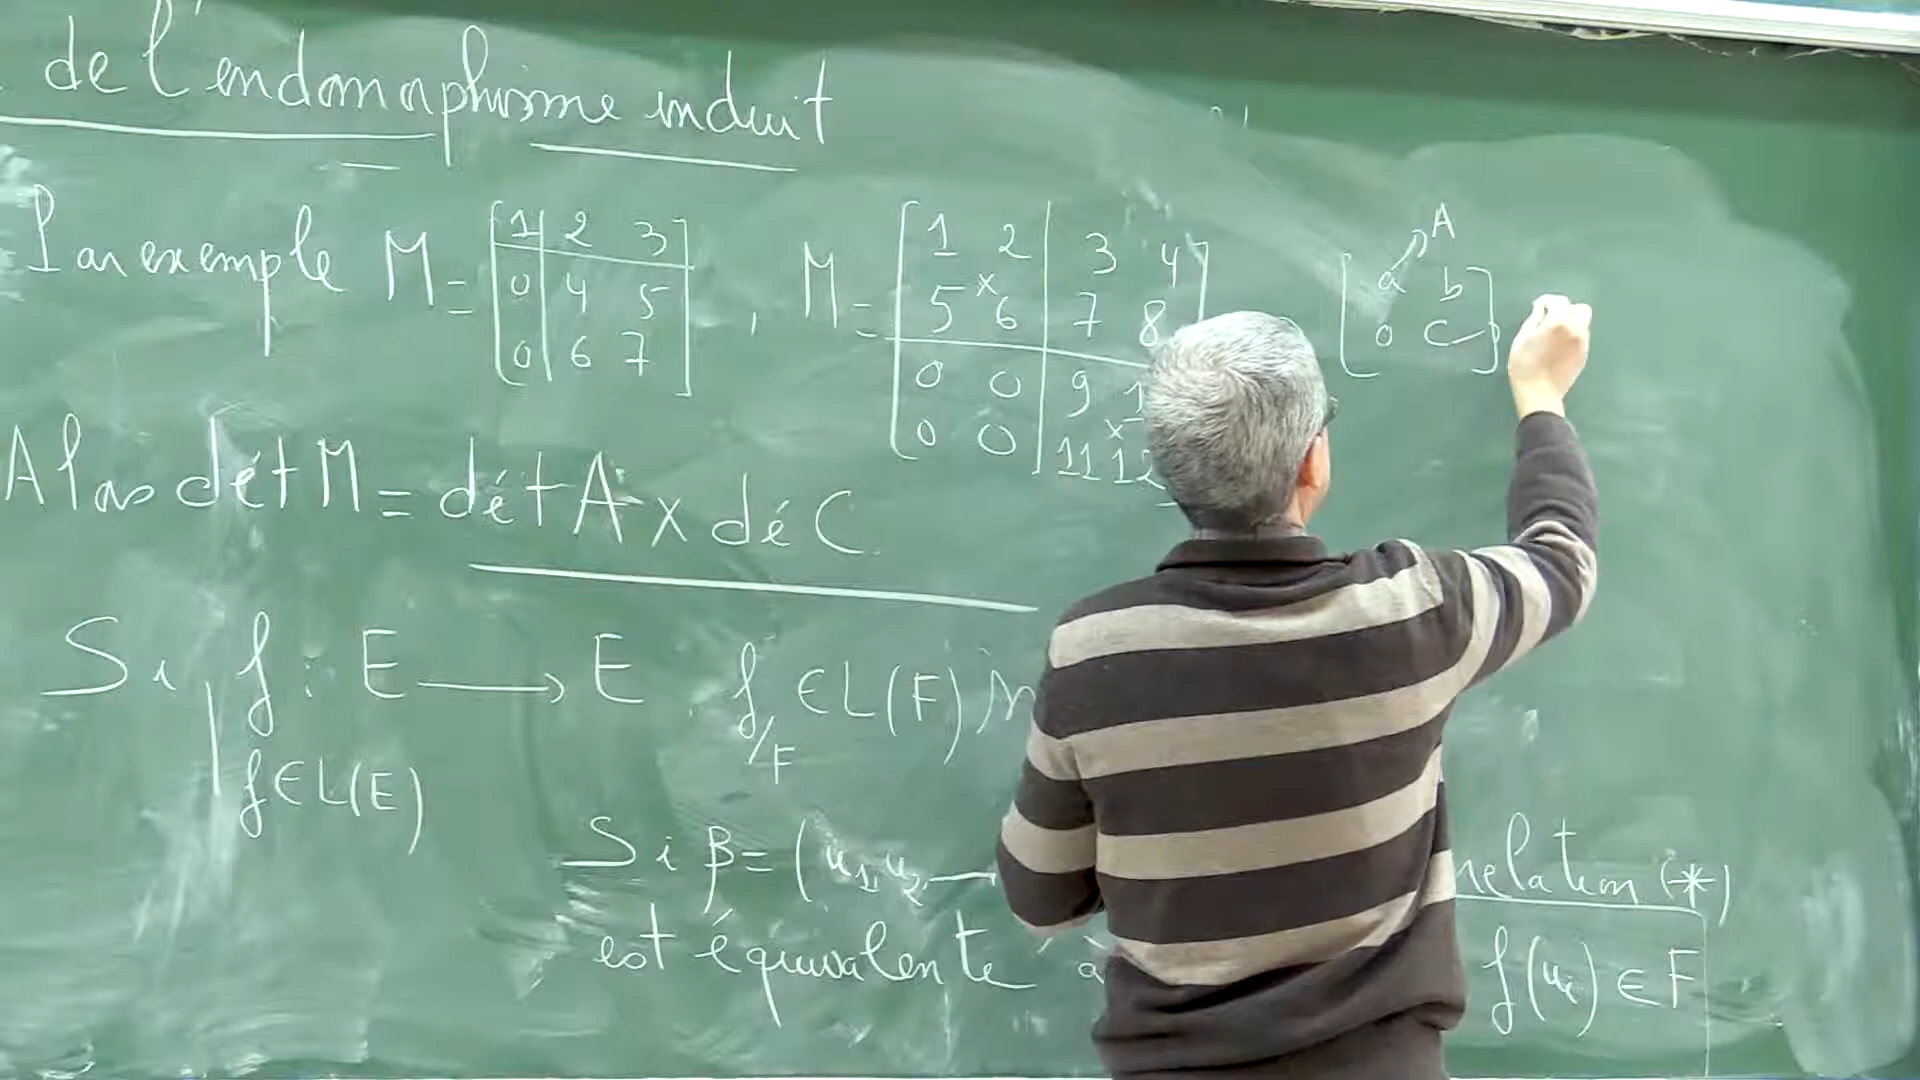 de l'endomorphisme induit
Par exemple M = [1 2 3 , M = [1 2 3 4 [a b A
0 4 5 5 6 7 8 0 c]
0 6 7] 0 0 9
0 0 11 12
Alors dét M = dét A x dé C.
Si f : E → E . f/F ∈ L(F)
f ∈ L(E)
Si β = (u1, u2, — relation (*)
est équivalente à f(ui) ∈ F